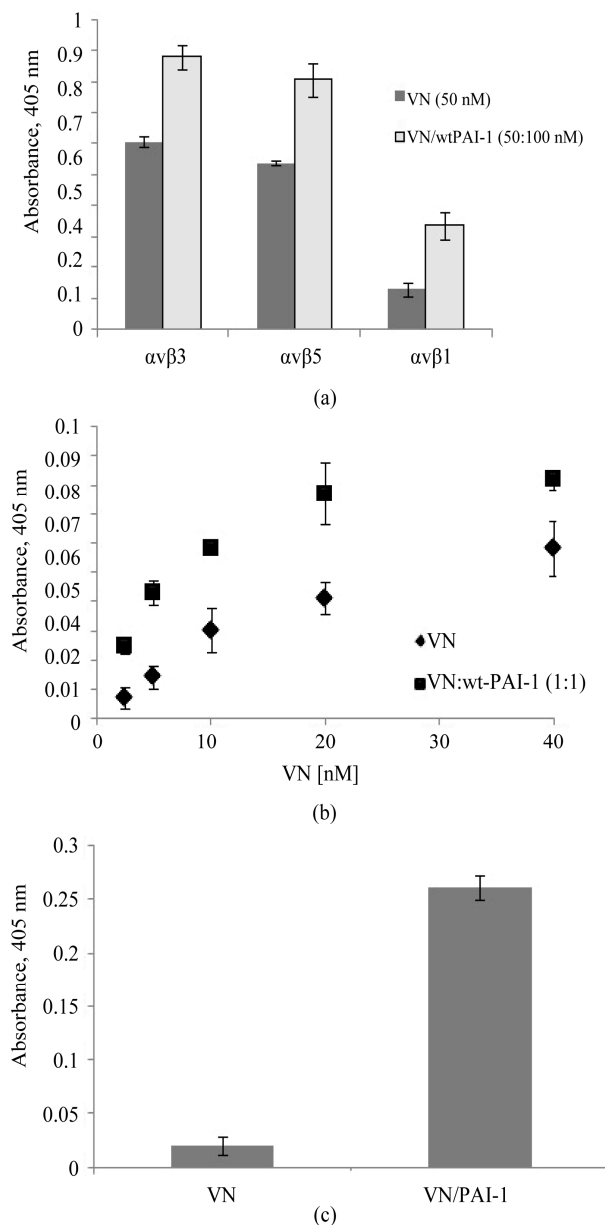 1
0.9
0.8
0.7
0.6
0.5
0.4
0.3
0.2
0.1
0
Absorbance, 405 nm
VN (50 nM)
VN/wtPAI-1 (50:100 nM)
αvβ3 αvβ5 αvβ1
(a)
0.1
0.09
0.08
0.07
0.06
0.05
0.04
0.03
0.02
0.01
0
Absorbance, 405 nm
VN
VN:wt-PAI-1 (1:1)
0 10 20 30 40
VN [nM]
(b)
0.3
0.25
0.2
0.15
0.1
0.05
0
Absorbance, 405 nm
VN VN/PAI-1
(c)